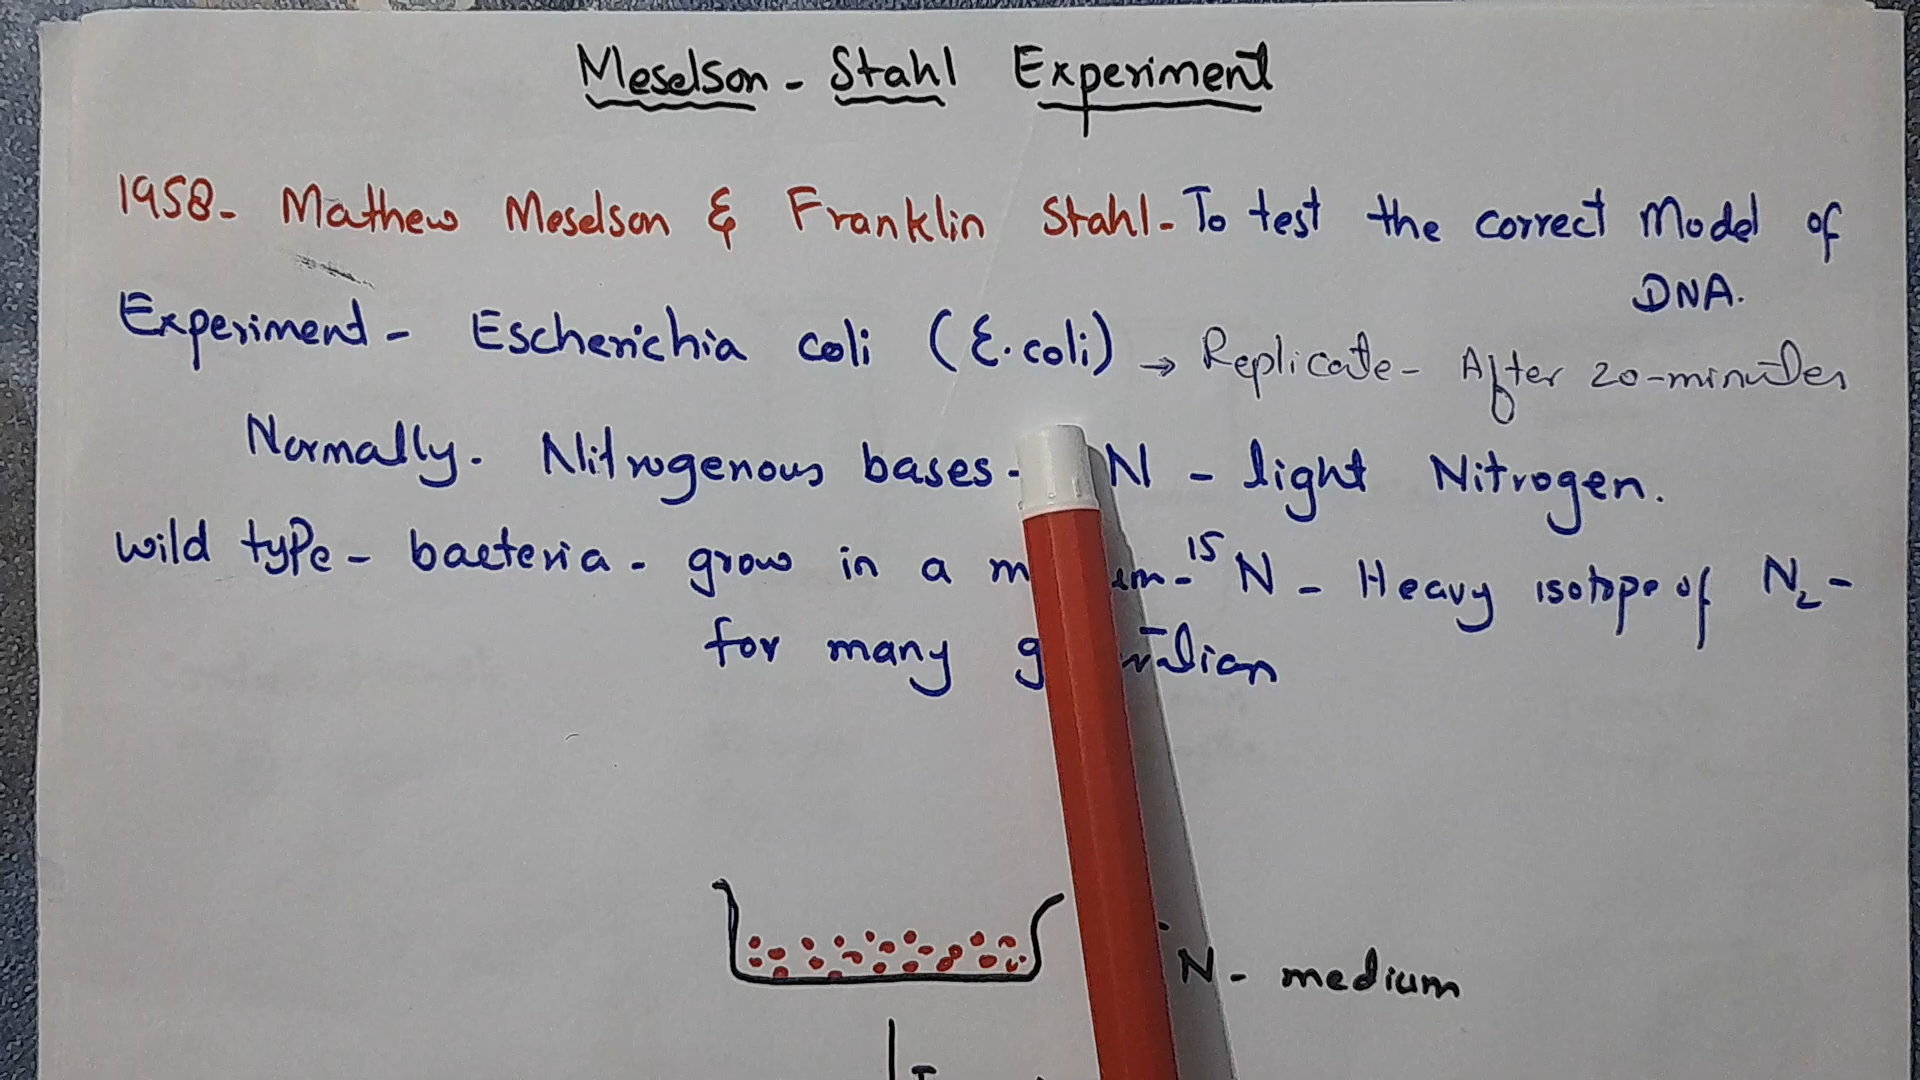 Meselson - Stahl Experiment
1958 - Mathew Meselson & Franklin Stahl - To test the correct Model of
DNA.
Experiment - Escherichia coli (E.coli) → Replicate - After 20-minutes
Normally. Nitrogenous bases - N - light Nitrogen.
wild type - bacteria - grow in a - ¹⁵N - Heavy isotope of N₂ -
for many
N - medium